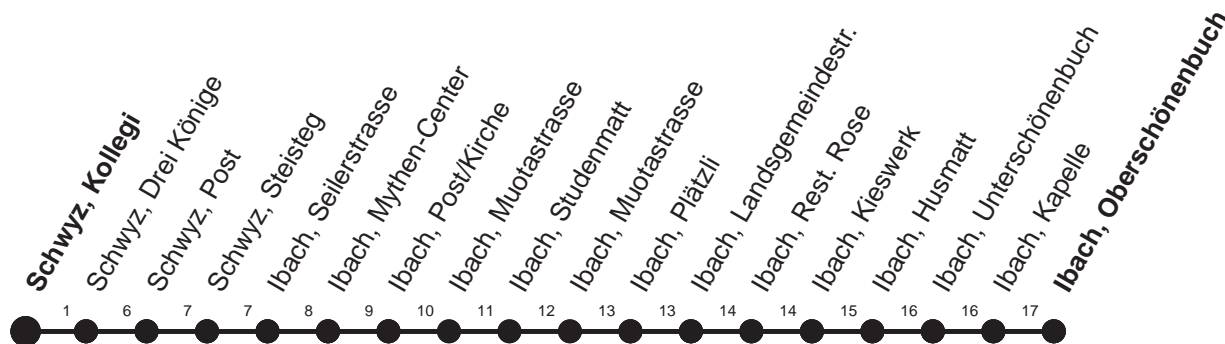 Schwyz, Kollegi
Schwyz, Drei Könige
Schwyz, Post
Schwyz, Steisteg
Ibach, Seilerstrasse
Ibach, Mythen-Center
Ibach, Post/Kirche
Ibach, Muotastrasse
Ibach, Studenmatt
Ibach, Muotastrasse
Ibach, Plätzli
Ibach, Landsgemeindestr.
Ibach, Rest. Rose
Ibach, Kieswerk
Ibach, Husmatt
Ibach, Unterschönenbuch
Ibach, Kapelle
Ibach, Oberschönenbuch
1 6 7 7 8 9 10 11 12 13 13 14 14 15 16 16 17